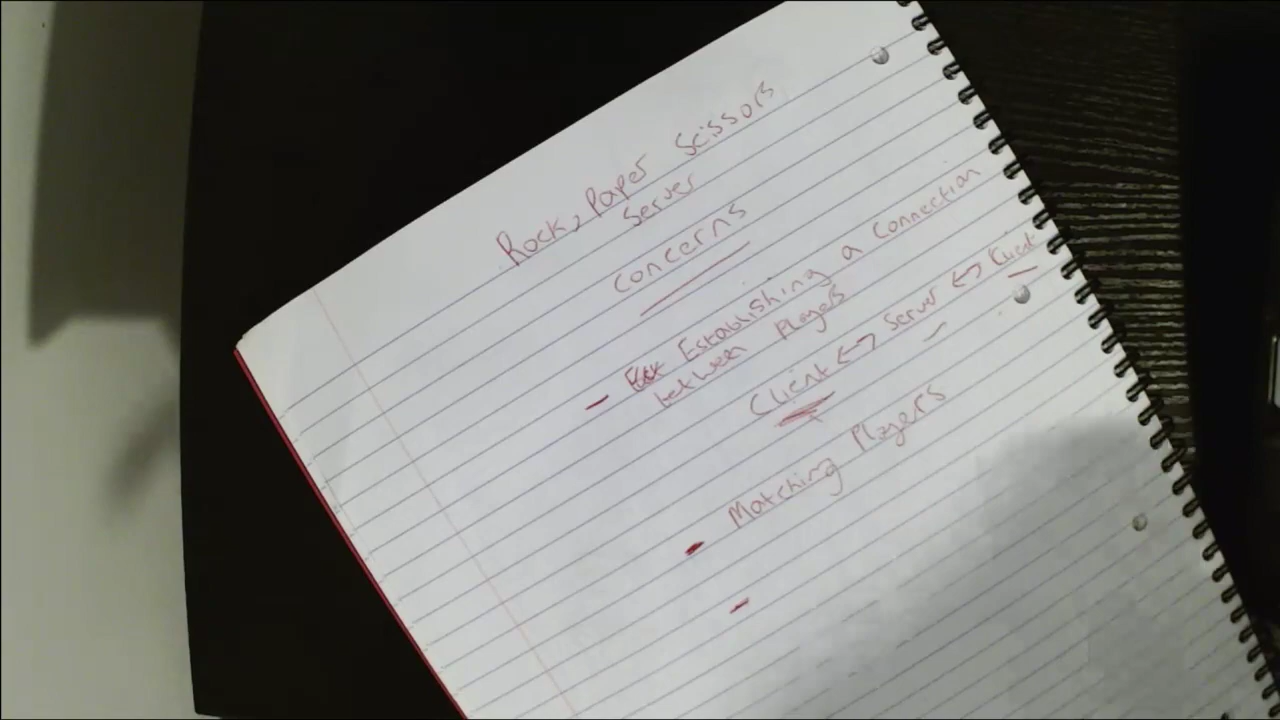 Rock, Paper Scissors
Server
Concerns
- Establishing a Connection
between Players
Client <-> Server <-> Client
- Matching Players
-